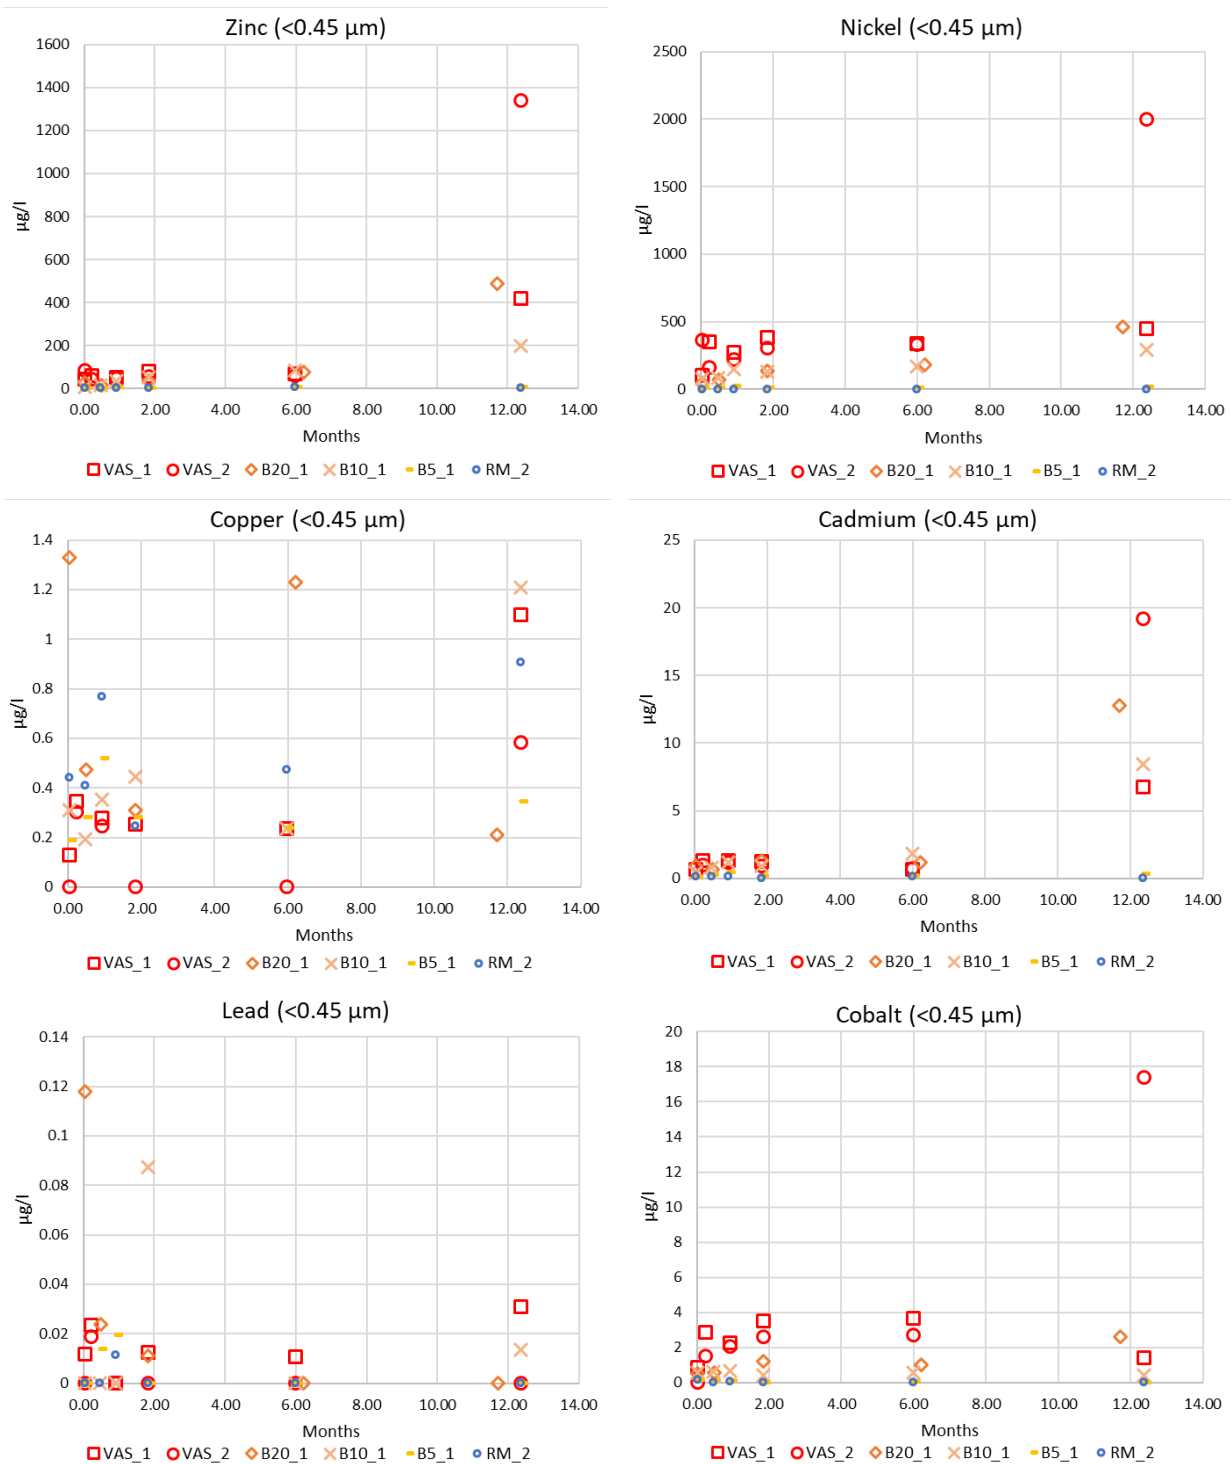 Zinc (<0.45 µm)
1600
1400
1200
1000
800
600
400
200
0
µg/l
0.00 2.00 4.00 6.00 8.00 10.00 12.00 14.00
Months
VAS_1 VAS_2 B20_1 B10_1 B5_1 RM_2
Nickel (<0.45 µm)
2500
2000
1500
1000
500
0
µg/l
0.00 2.00 4.00 6.00 8.00 10.00 12.00 14.00
Months
VAS_1 VAS_2 B20_1 B10_1 B5_1 RM_2
Copper (<0.45 µm)
1.4
1.2
1
0.8
0.6
0.4
0.2
0
µg/l
0.00 2.00 4.00 6.00 8.00 10.00 12.00 14.00
Months
VAS_1 VAS_2 B20_1 B10_1 B5_1 RM_2
Cadmium (<0.45 µm)
25
20
15
10
5
0
µg/l
0.00 2.00 4.00 6.00 8.00 10.00 12.00 14.00
Months
VAS_1 VAS_2 B20_1 B10_1 B5_1 RM_2
Lead (<0.45 µm)
0.14
0.12
0.1
0.08
0.06
0.04
0.02
0
µg/l
0.00 2.00 4.00 6.00 8.00 10.00 12.00 14.00
Months
VAS_1 VAS_2 B20_1 B10_1 B5_1 RM_2
Cobalt (<0.45 µm)
20
18
16
14
12
10
8
6
4
2
0
µg/l
0.00 2.00 4.00 6.00 8.00 10.00 12.00 14.00
Months
VAS_1 VAS_2 B20_1 B10_1 B5_1 RM_2